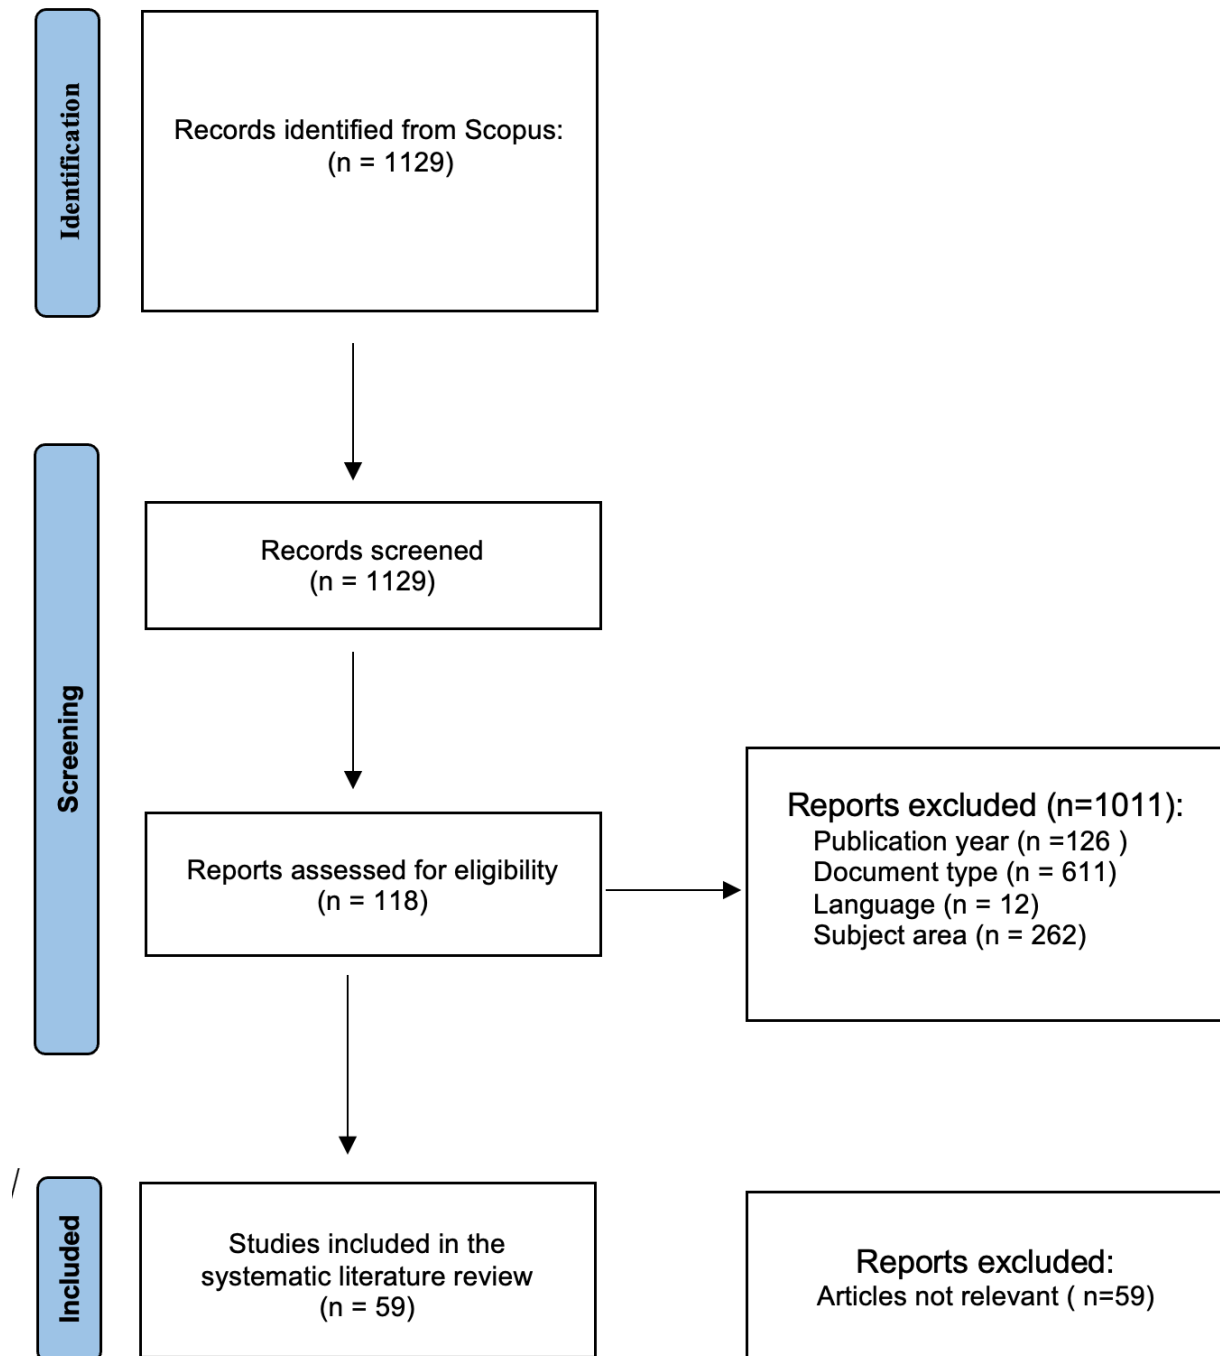 Identification
Records identified from Scopus:
(n = 1129)
Screening
Records screened
(n = 1129)
Reports assessed for eligibility
(n = 118)
Reports excluded (n=1011):
Publication year (n =126 )
Document type (n = 611)
Language (n = 12)
Subject area (n = 262)
/
Included
Studies included in the
systematic literature review
(n = 59)
Reports excluded:
Articles not relevant ( n=59)